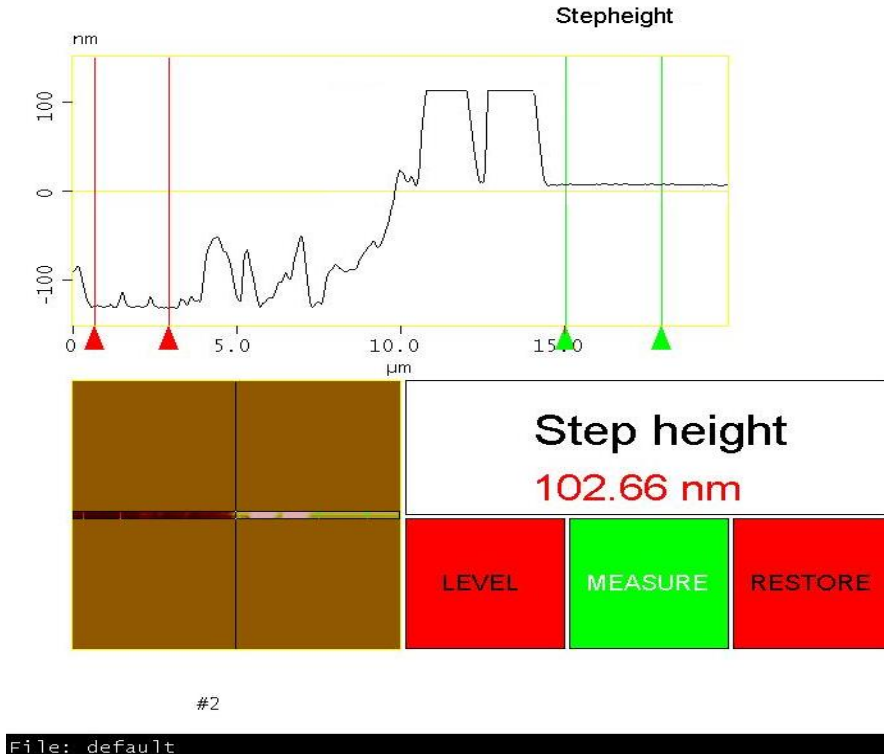 Stepheight
nm
100
0
-100
0 5.0 10.0 15.0
µm
Step height
102.66 nm
LEVEL MEASURE RESTORE
#2
File: default